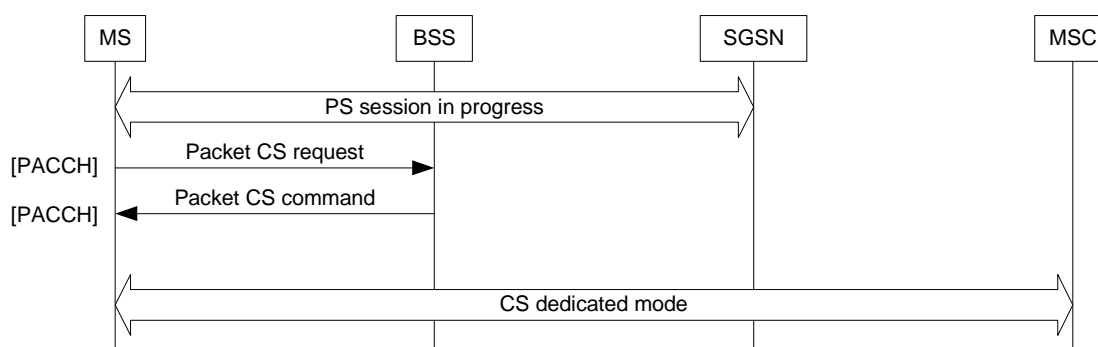 MS
BSS
SGSN
MSC
PS session in progress
[PACCH]
Packet CS request
[PACCH]
Packet CS command
CS dedicated mode